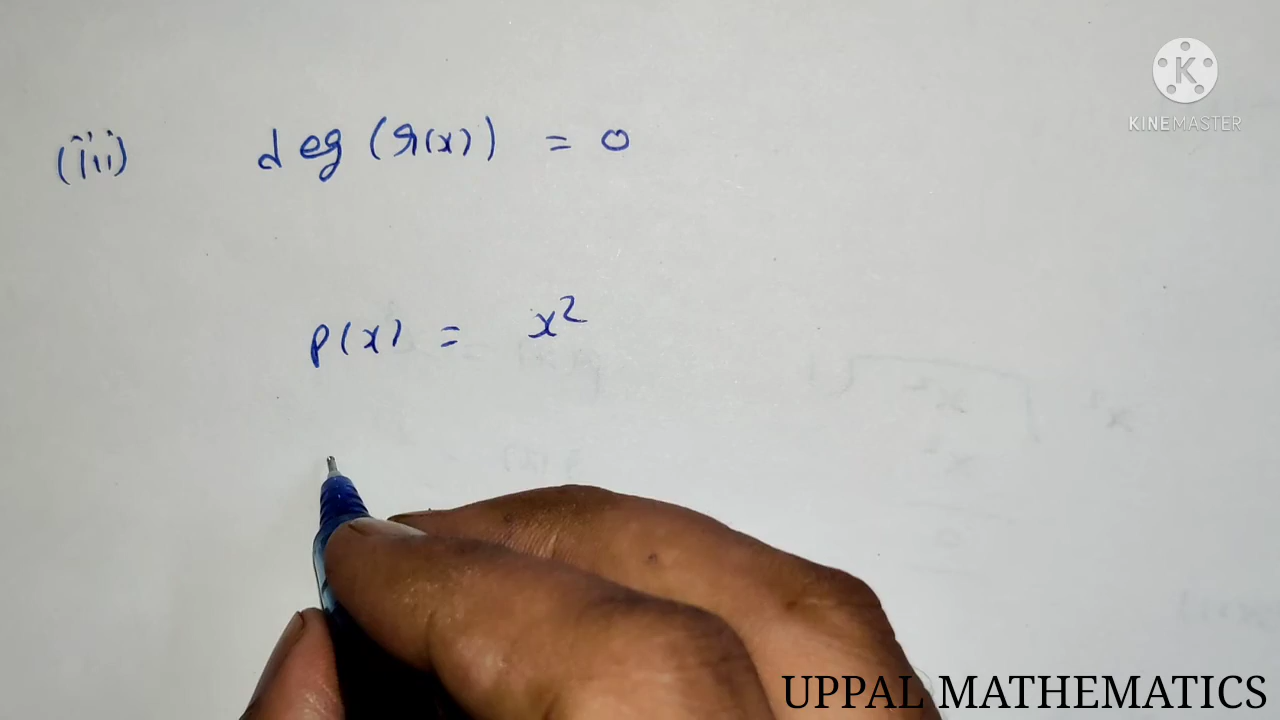 (iii) deg (r(x)) = 0
p(x) = x²
K
KINEMASTER
UPPAL MATHEMATICS